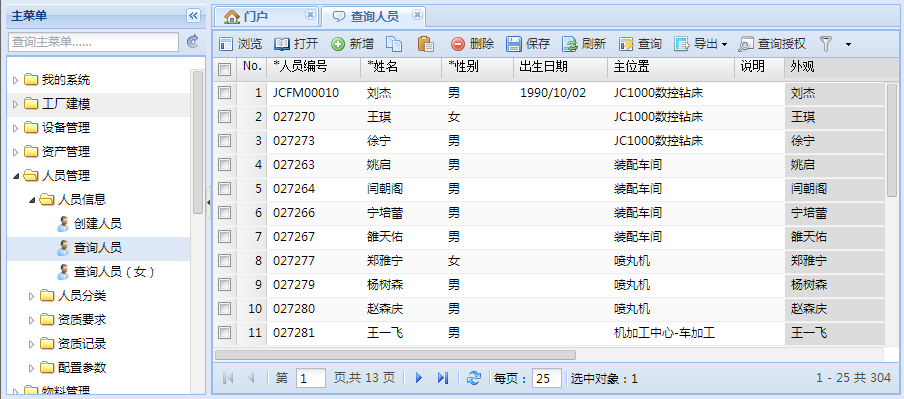 主菜单
查询主菜单......
我的系统
工厂建模
设备管理
资产管理
人员管理
人员信息
创建人员
查询人员
查询人员（女）
人员分类
资质要求
资质记录
配置参数
物料管理
门户 查询人员
浏览 打开 新增 删除 保存 刷新 查询 导出 查询授权
No. *人员编号 *姓名 *性别 出生日期 主位置 说明 外观
1 JCFM00010 刘杰 男 1990/10/02 JC1000数控钻床 刘杰
2 027270 王琪 女 JC1000数控钻床 王琪
3 027273 徐宁 男 JC1000数控钻床 徐宁
4 027263 姚启 男 装配车间 姚启
5 027264 闫朝阁 男 装配车间 闫朝阁
6 027266 宁培蕾 男 装配车间 宁培蕾
7 027267 雒天佑 男 装配车间 雒天佑
8 027277 郑雅宁 女 喷丸机 郑雅宁
9 027279 杨树森 男 喷丸机 杨树森
10 027280 赵森庆 男 喷丸机 赵森庆
11 027281 王一飞 男 机加工中心-车加工 王一飞
第 1 页,共 13 页 每页：25 选中对象：1 1 - 25 共 304